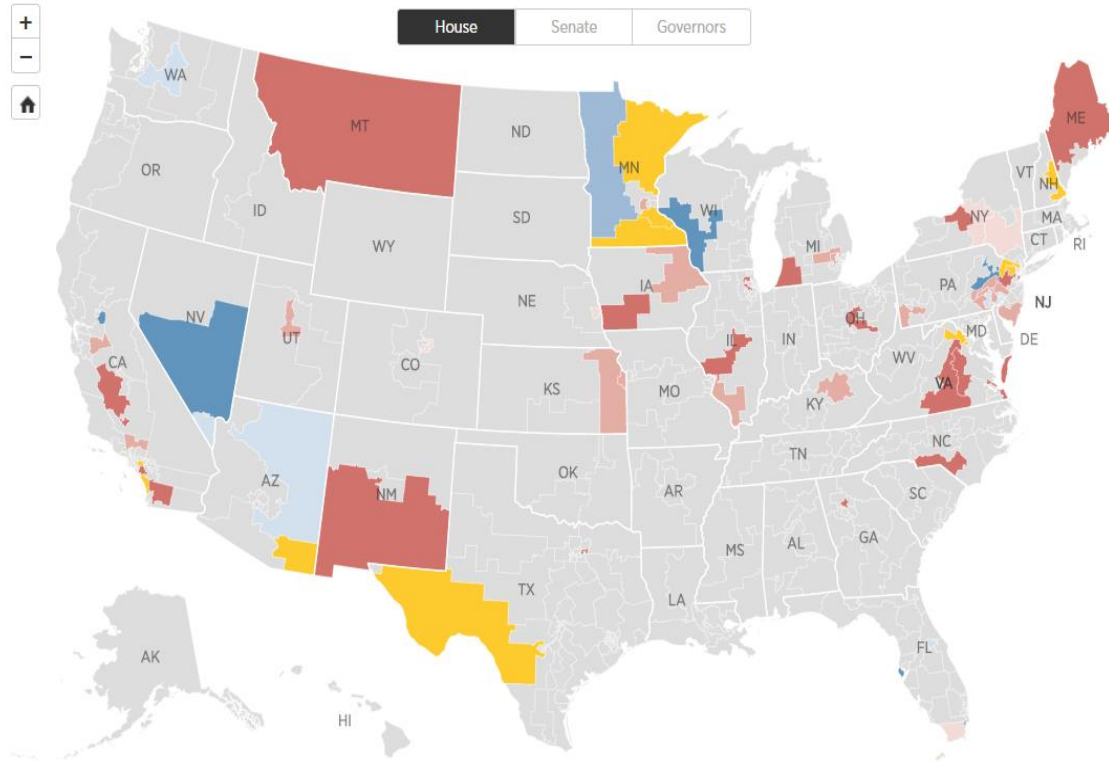 +
−
House Senate Governors
WA
MT
ND
MN
ME
VT
NH
OR
ID
SD
WI
NY
MA
CT
RI
WY
MI
IA
PA
NJ
NE
NV
UT
OH
MD
DE
IL
IN
CA
CO
WV
VA
KS
MO
KY
NC
TN
AZ
NM
OK
AR
SC
MS
AL
GA
TX
LA
AK
FL
HI